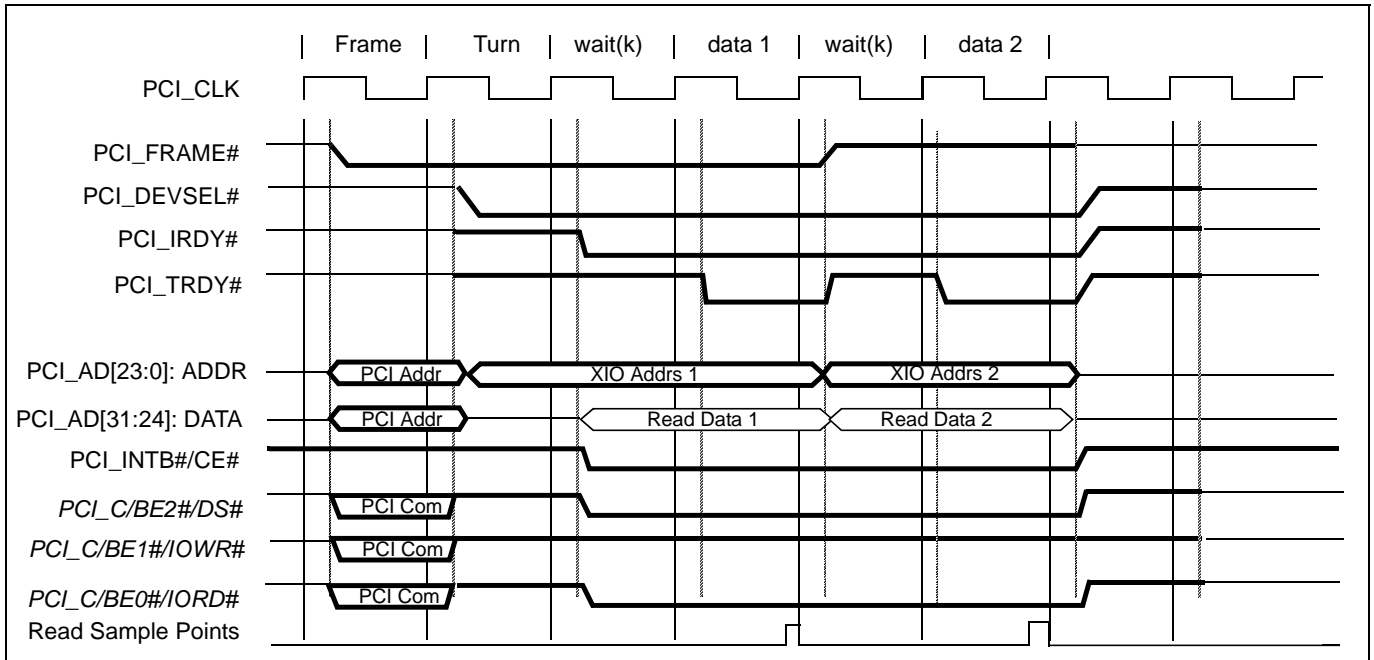 Frame Turn wait(k) data 1 wait(k) data 2
PCI_CLK
PCI_FRAME#
PCI_DEVSEL#
PCI_IRDY#
PCI_TRDY#
PCI_AD[23:0]: ADDR PCI Addr XIO Addrs 1 XIO Addrs 2
PCI_AD[31:24]: DATA PCI Addr Read Data 1 Read Data 2
PCI_INTB#/CE#
PCI_C/BE2#/DS# PCI Com
PCI_C/BE1#/IOWR# PCI Com
PCI_C/BE0#/IORD# PCI Com
Read Sample Points